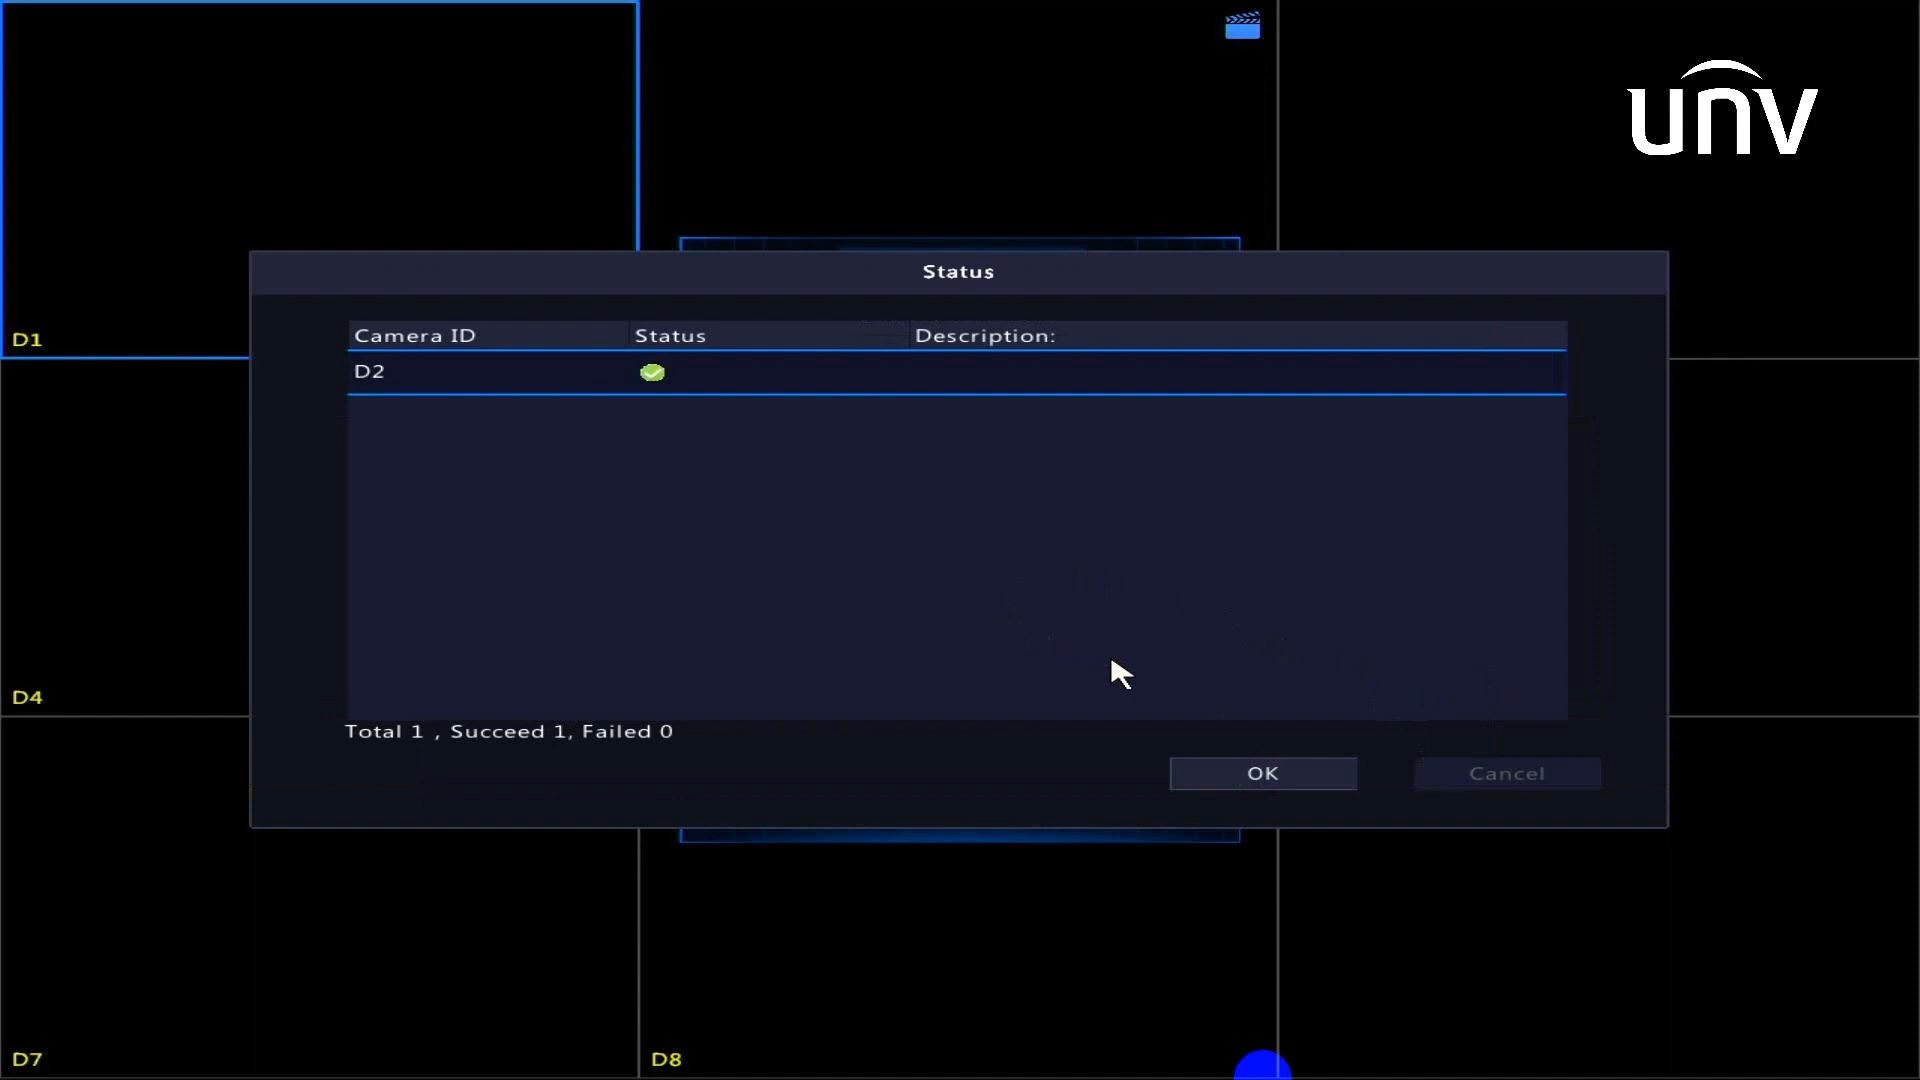 unv
Status
Camera ID Status Description:
D1
D2
D4
Total 1 , Succeed 1, Failed 0
OK Cancel
D7 D8